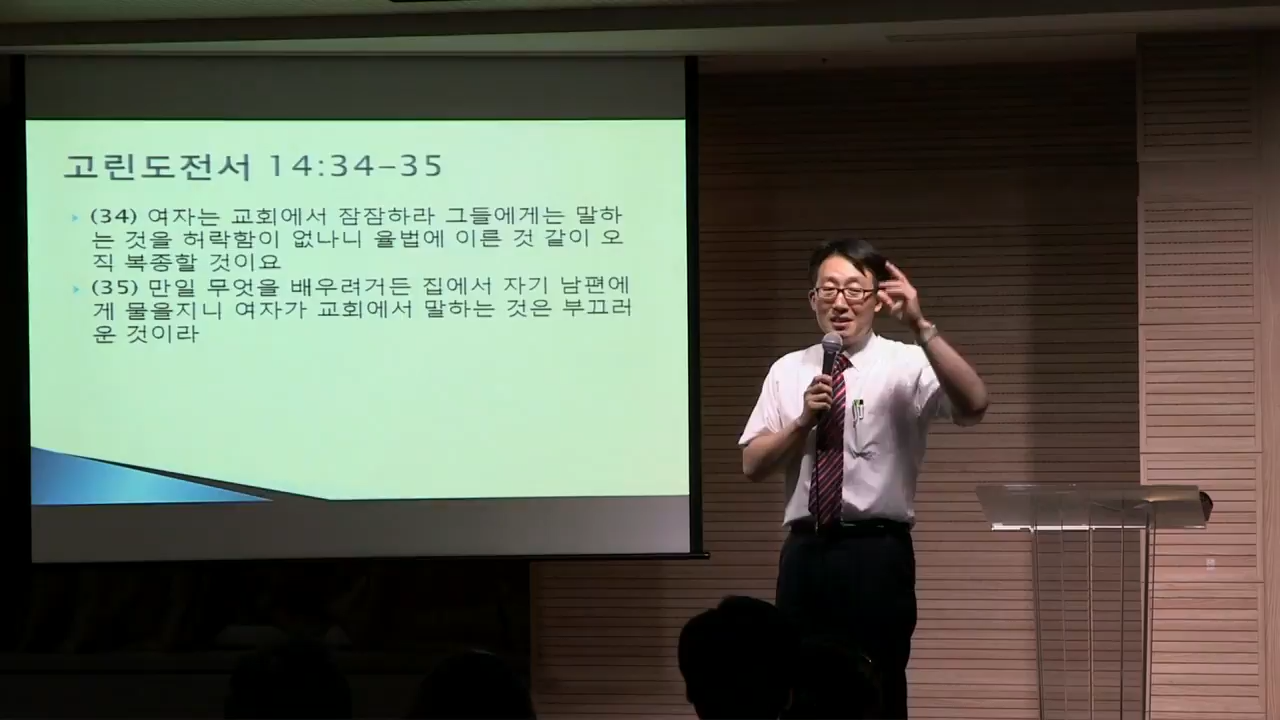 고린도전서 14:34-35
(34) 여자는 교회에서 잠잠하라 그들에게는 말하
는 것을 허락함이 없나니 율법에 이른 것 같이 오
직 복종할 것이요
(35) 만일 무엇을 배우려거든 집에서 자기 남편에
게 물을지니 여자가 교회에서 말하는 것은 부끄러
운 것이라